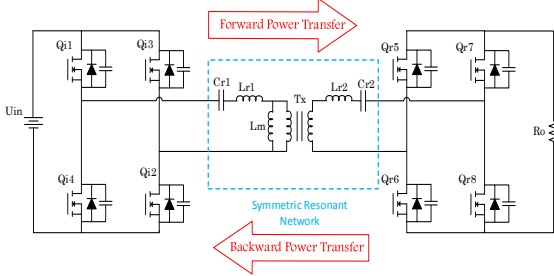 Forward Power Transfer
Qi1
Qi3
Qr5
Qr7
Cr1
Lr1
Tx
Lr2
Cr2
Uin
Lm
Ro
Qi4
Qi2
Qr6
Qr8
Symmetric Resonant
Network
Backward Power Transfer